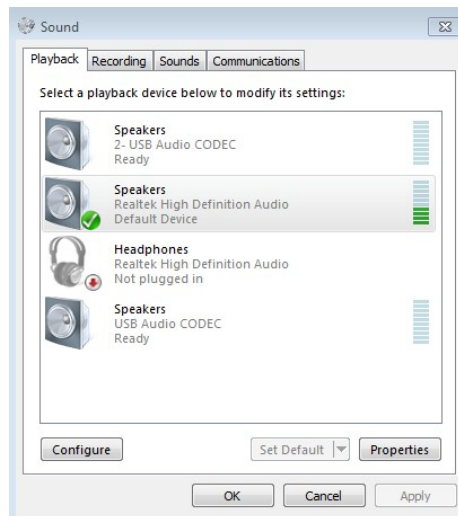 Sound
Playback Recording Sounds Communications
Select a playback device below to modify its settings:
Speakers
2- USB Audio CODEC
Ready
Speakers
Realtek High Definition Audio
Default Device
Headphones
Realtek High Definition Audio
Not plugged in
Speakers
USB Audio CODEC
Ready
Configure Set Default Properties
OK Cancel Apply